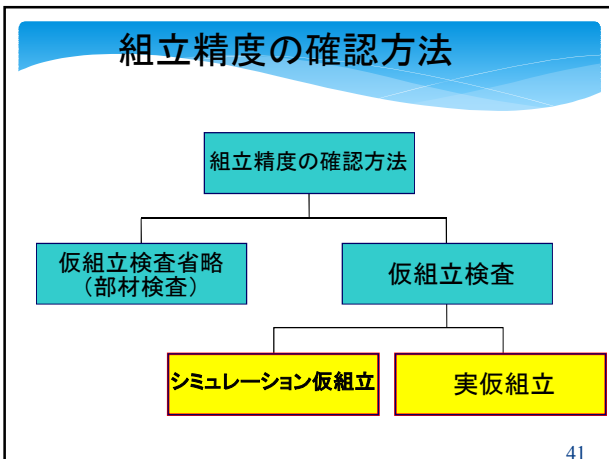 組立精度の確認方法
組立精度の確認方法
仮組立検査省略
（部材検査）
仮組立検査
シミュレーション仮組立
実仮組立
41